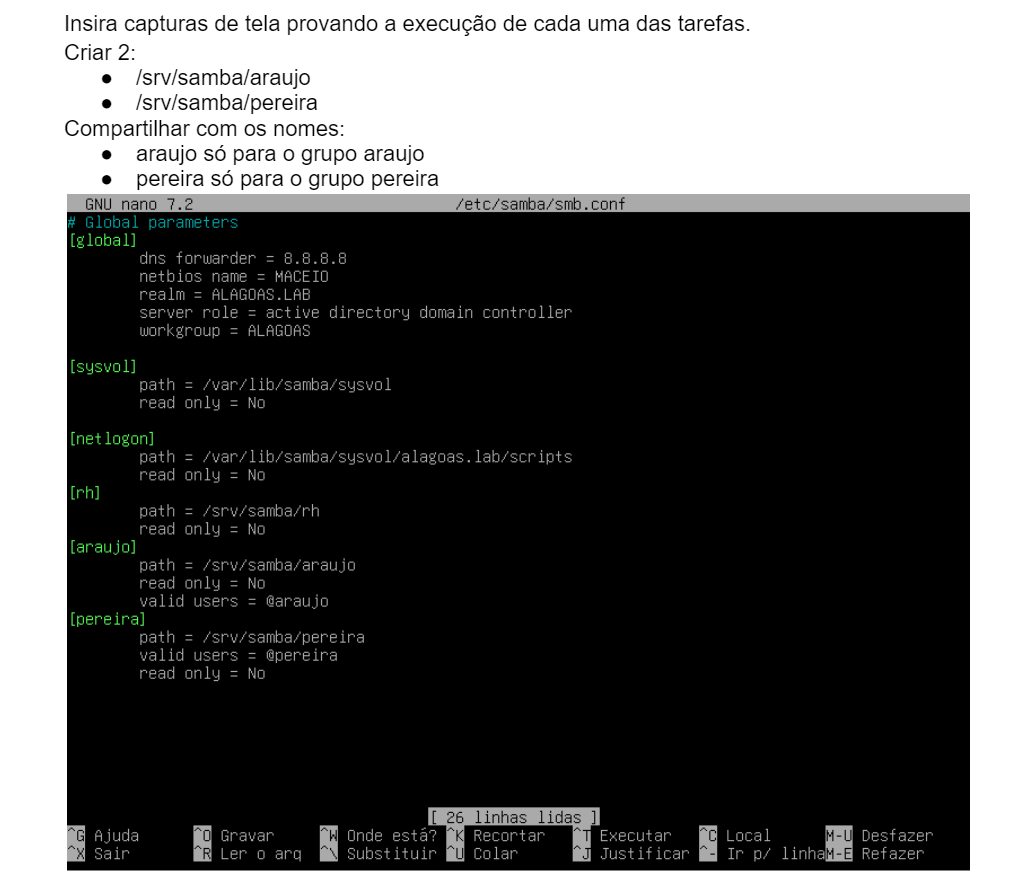 Insira capturas de tela provando a execução de cada uma das tarefas.
Criar 2:
● /srv/samba/araujo
● /srv/samba/pereira
Compartilhar com os nomes:
● araujo só para o grupo araujo
● pereira só para o grupo pereira
GNU nano 7.2 /etc/samba/smb.conf
# Global parameters
[global]
dns forwarder = 8.8.8.8
netbios name = MACEIO
realm = ALAGOAS.LAB
server role = active directory domain controller
workgroup = ALAGOAS
[sysvol]
path = /var/lib/samba/sysvol
read only = No
[netlogon]
path = /var/lib/samba/sysvol/alagoas.lab/scripts
read only = No
[rh]
path = /srv/samba/rh
read only = No
[araujo]
path = /srv/samba/araujo
read only = No
valid users = @araujo
[pereira]
path = /srv/samba/pereira
valid users = @pereira
read only = No
[ 26 linhas lidas ]
^G Ajuda ^O Gravar ^W Onde está? ^K Recortar ^T Executar ^C Local M-U Desfazer
^X Sair ^R Ler o arq ^\ Substituir ^U Colar ^J Justificar ^- Ir p/ linha M-E Refazer